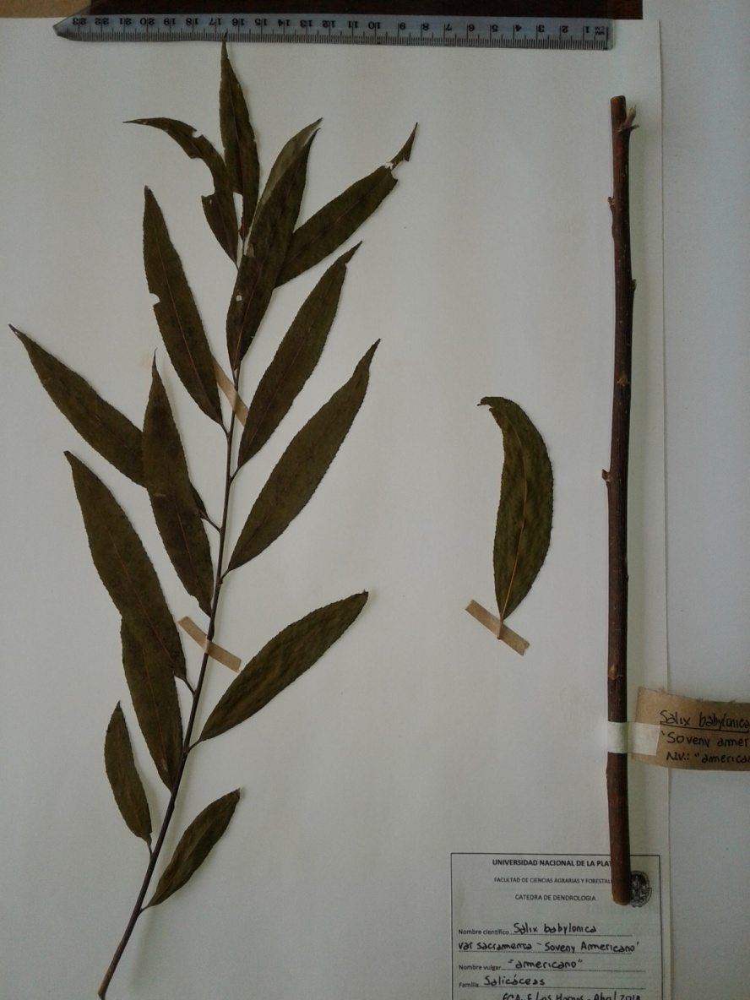 23 22 21 20 19 18 17 16 15 14 13 12 11 10 9 8 7 6 5 4 3 2 1
Salix babylonica
"Soveny amer
N.V.: "america
UNIVERSIDAD NACIONAL DE LA PLAT
FACULTAD DE CIENCIAS AGRARIAS Y FORESTAL
CATEDRA DE DENDROLOGIA
Nombre científico Salix babylonica
var sacramenta "Soveny Americano"
Nombre vulgar "americano"
Familia Salicáceas
Los Hornos - Abril 2018